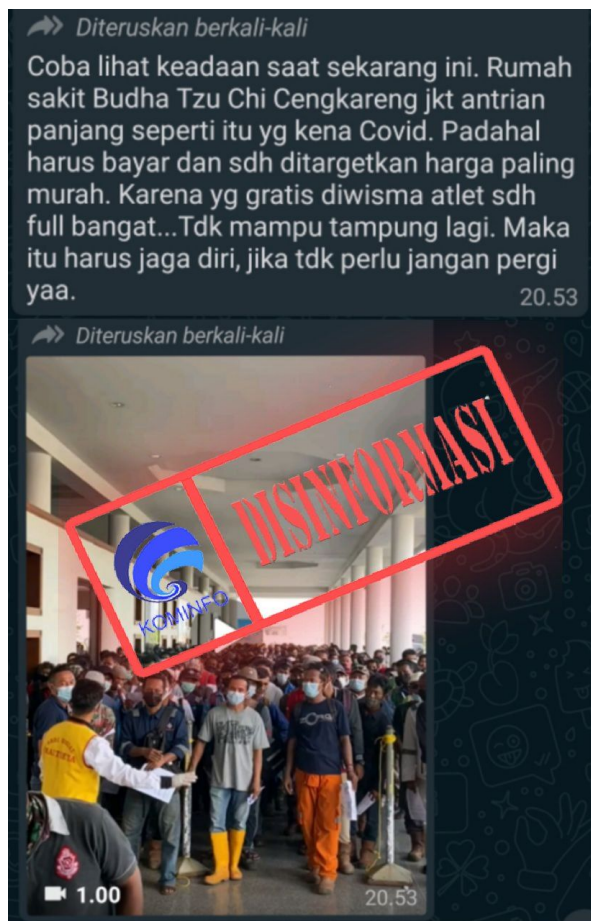 Diteruskan berkali-kali
Coba lihat keadaan saat sekarang ini. Rumah
sakit Budha Tzu Chi Cengkareng jkt antrian
panjang seperti itu yg kena Covid. Padahal
harus bayar dan sdh ditargetkan harga paling
murah. Karena yg gratis diwisma atlet sdh
full bangat...Tdk mampu tampung lagi. Maka
itu harus jaga diri, jika tdk perlu jangan pergi
yaa.
20.53
Diteruskan berkali-kali
DISINFORMASI
KOMINFO
1.00
20.53